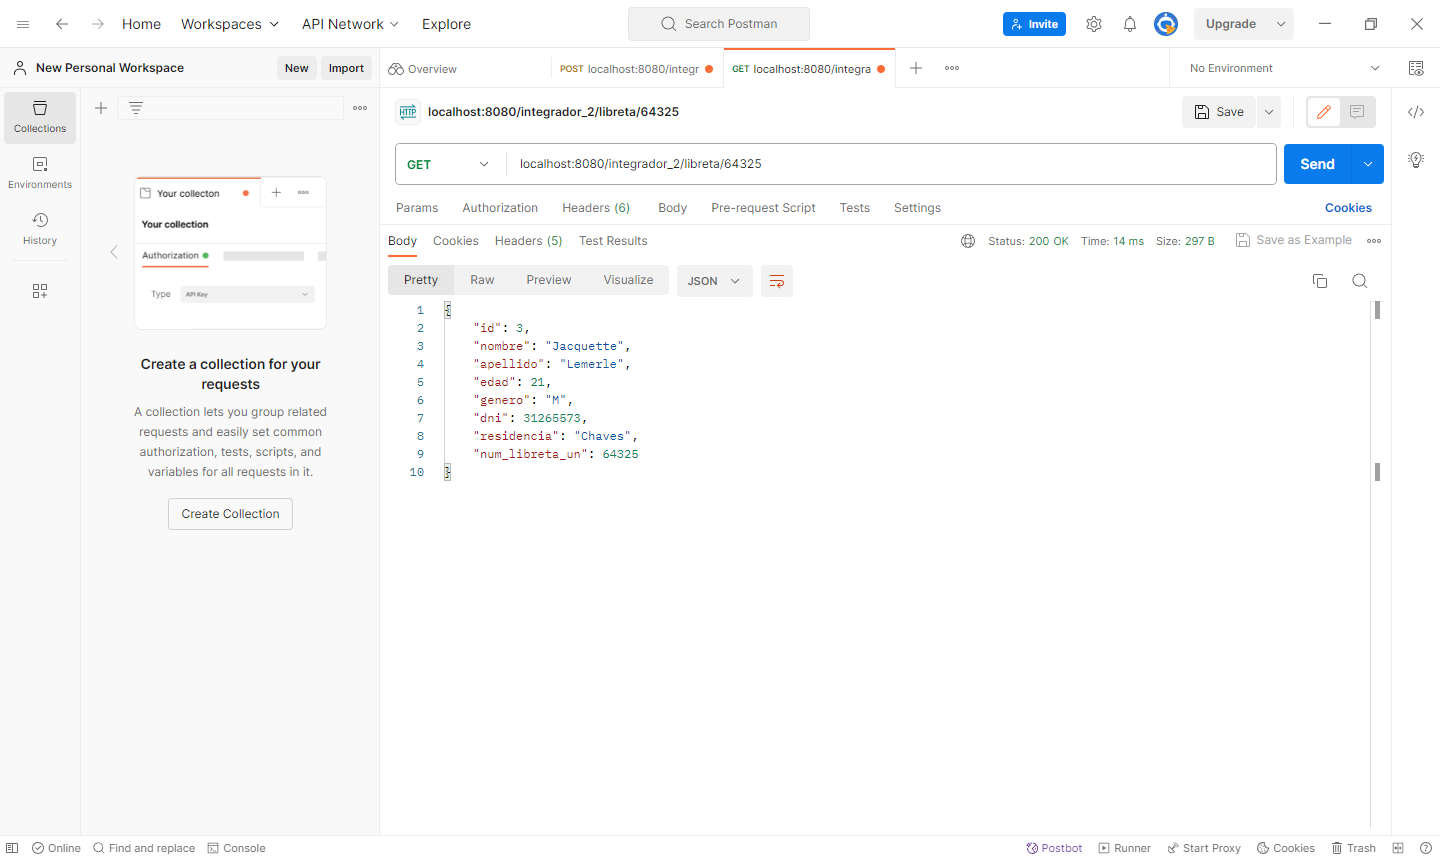 Home Workspaces API Network Explore Search Postman Invite Upgrade
New Personal Workspace New Import Overview POST localhost:8080/integr GET localhost:8080/integra No Environment
Collections
Environments
History
Your collecton
Your collection
Authorization
Type API Key
Create a collection for your
requests
A collection lets you group related
requests and easily set common
authorization, tests, scripts, and
variables for all requests in it.
Create Collection
HTTP localhost:8080/integrador_2/libreta/64325 Save
GET localhost:8080/integrador_2/libreta/64325 Send
Params Authorization Headers (6) Body Pre-request Script Tests Settings Cookies
Body Cookies Headers (5) Test Results Status: 200 OK Time: 14 ms Size: 297 B Save as Example
Pretty Raw Preview Visualize JSON
1 {
2 "id": 3,
3 "nombre": "Jacquette",
4 "apellido": "Lemerle",
5 "edad": 21,
6 "genero": "M",
7 "dni": 31265573,
8 "residencia": "Chaves",
9 "num_libreta_un": 64325
10 }
Online Find and replace Console Postbot Runner Start Proxy Cookies Trash